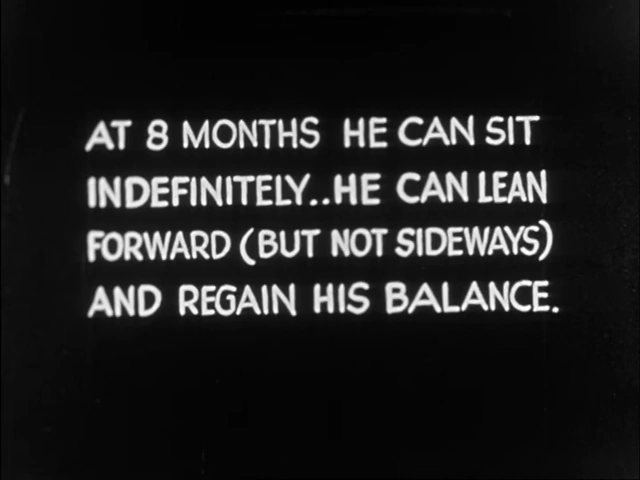 AT 8 MONTHS HE CAN SIT
INDEFINITELY..HE CAN LEAN
FORWARD (BUT NOT SIDEWAYS)
AND REGAIN HIS BALANCE.